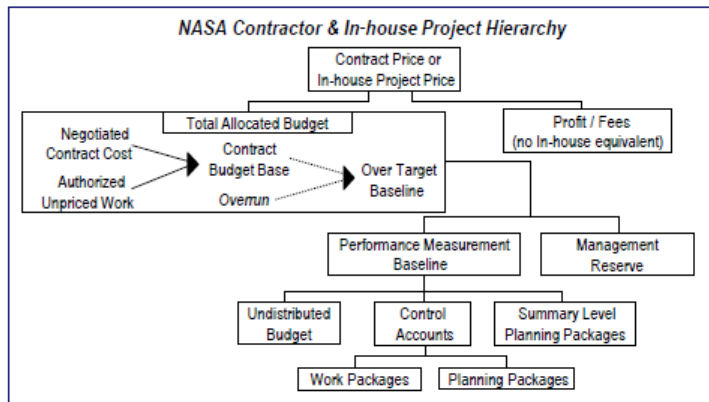 NASA Contractor & In-house Project Hierarchy
Contract Price or
In-house Project Price
Total Allocated Budget
Profit / Fees
(no In-house equivalent)
Negotiated
Contract Cost
Contract
Budget Base
Over Target
Baseline
Authorized
Unpriced Work
Overrun
Performance Measurement
Baseline
Management
Reserve
Undistributed
Budget
Control
Accounts
Summary Level
Planning Packages
Work Packages
Planning Packages